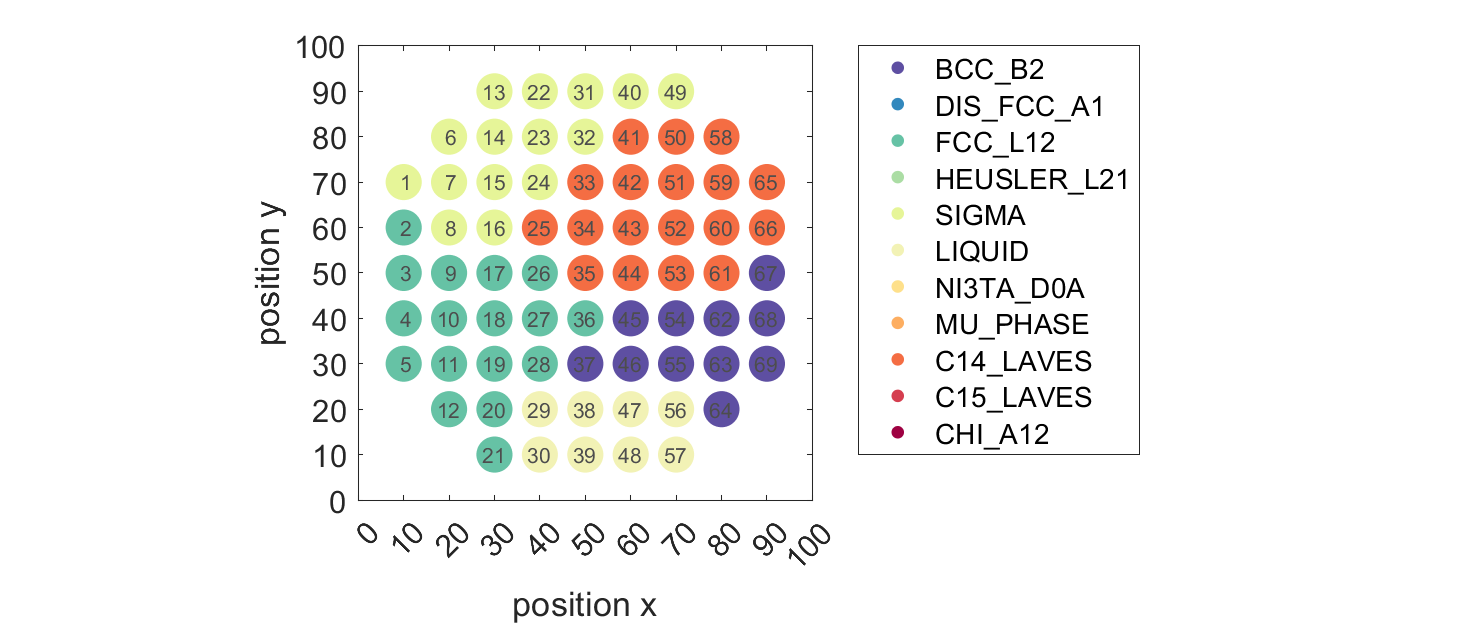 100
90
80
70
60
50
40
30
20
10
0
position y
13 22 31 40 49
6 14 23 32 41 50 58
1 7 15 24 33 42 51 59 65
2 8 16 25 34 43 52 60 66
3 9 17 26 35 44 53 61 67
4 10 18 27 36 45 54 62 68
5 11 19 28 37 46 55 63 69
12 20 29 38 47 56 64
21 30 39 48 57
0 10 20 30 40 50 60 70 80 90 100
position x
BCC_B2
DIS_FCC_A1
FCC_L12
HEUSLER_L21
SIGMA
LIQUID
NI3TA_D0A
MU_PHASE
C14_LAVES
C15_LAVES
CHI_A12